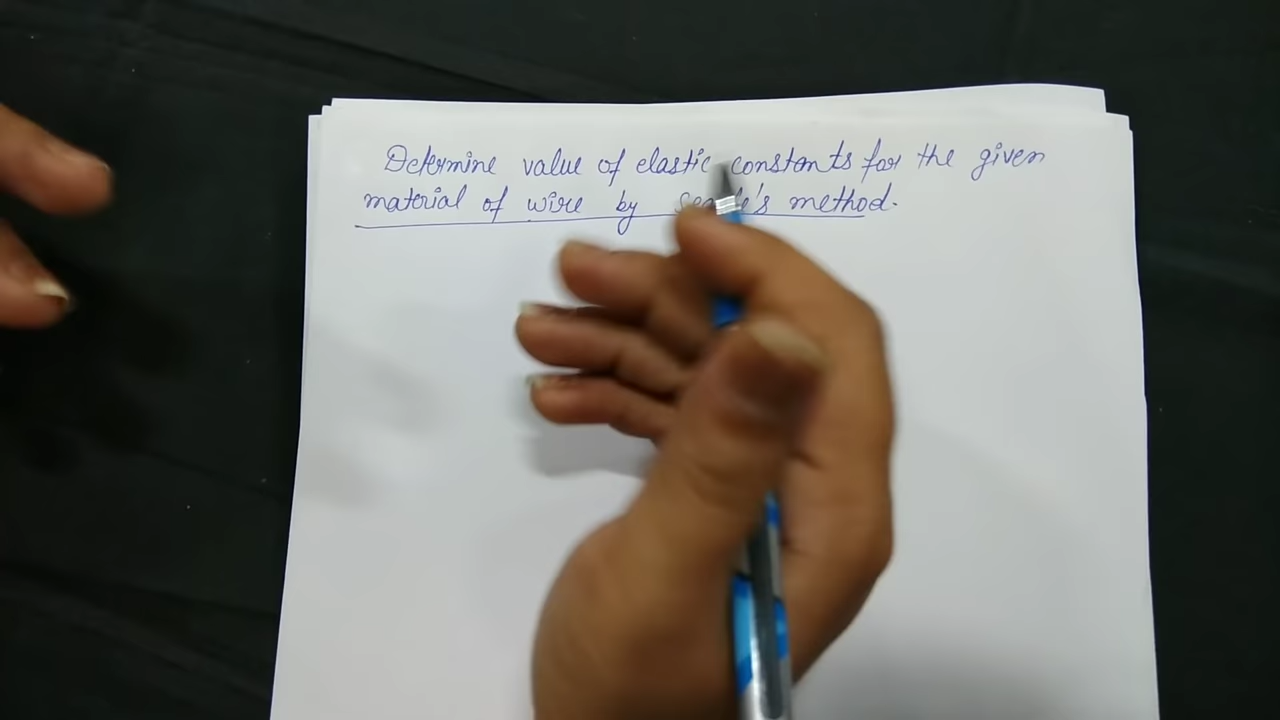 Determine value of elastic constants for the given
material of wire by method.